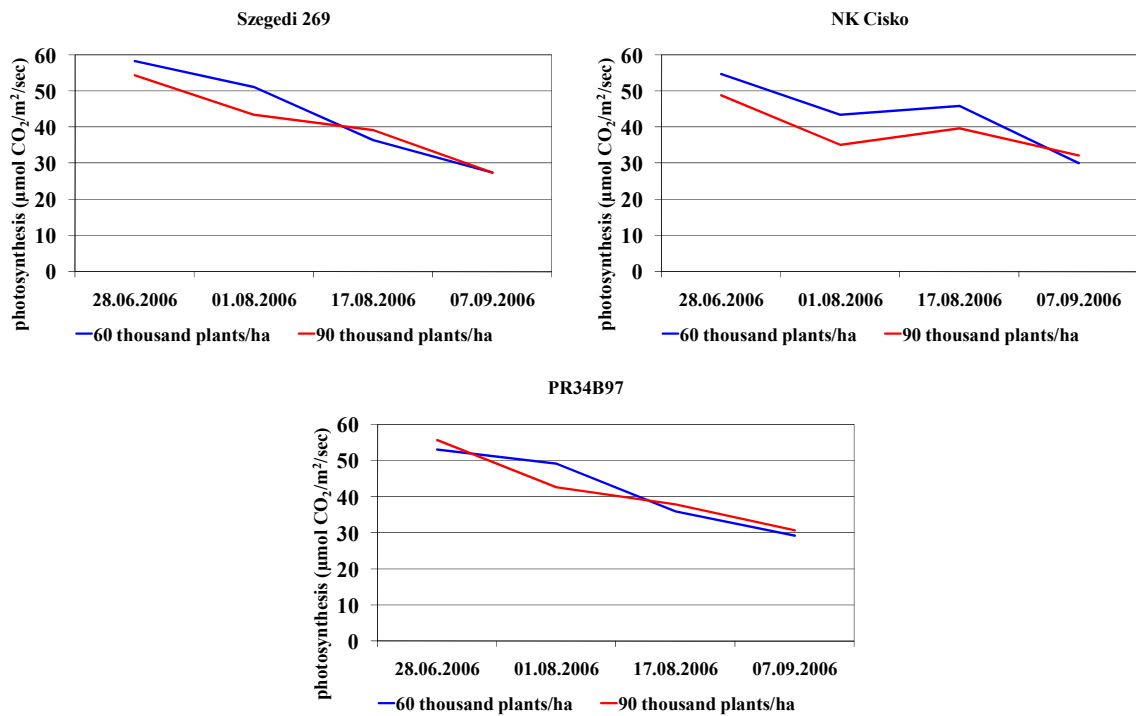 Szegedi 269
photosynthesis (μmol CO₂/m²/sec)
60
50
40
30
20
10
0
28.06.2006 01.08.2006 17.08.2006 07.09.2006
60 thousand plants/ha 90 thousand plants/ha
NK Cisko
photosynthesis (μmol CO₂/m²/sec)
60
50
40
30
20
10
0
28.06.2006 01.08.2006 17.08.2006 07.09.2006
60 thousand plants/ha 90 thousand plants/ha
PR34B97
photosynthesis (μmol CO₂/m²/sec)
60
50
40
30
20
10
0
28.06.2006 01.08.2006 17.08.2006 07.09.2006
60 thousand plants/ha 90 thousand plants/ha